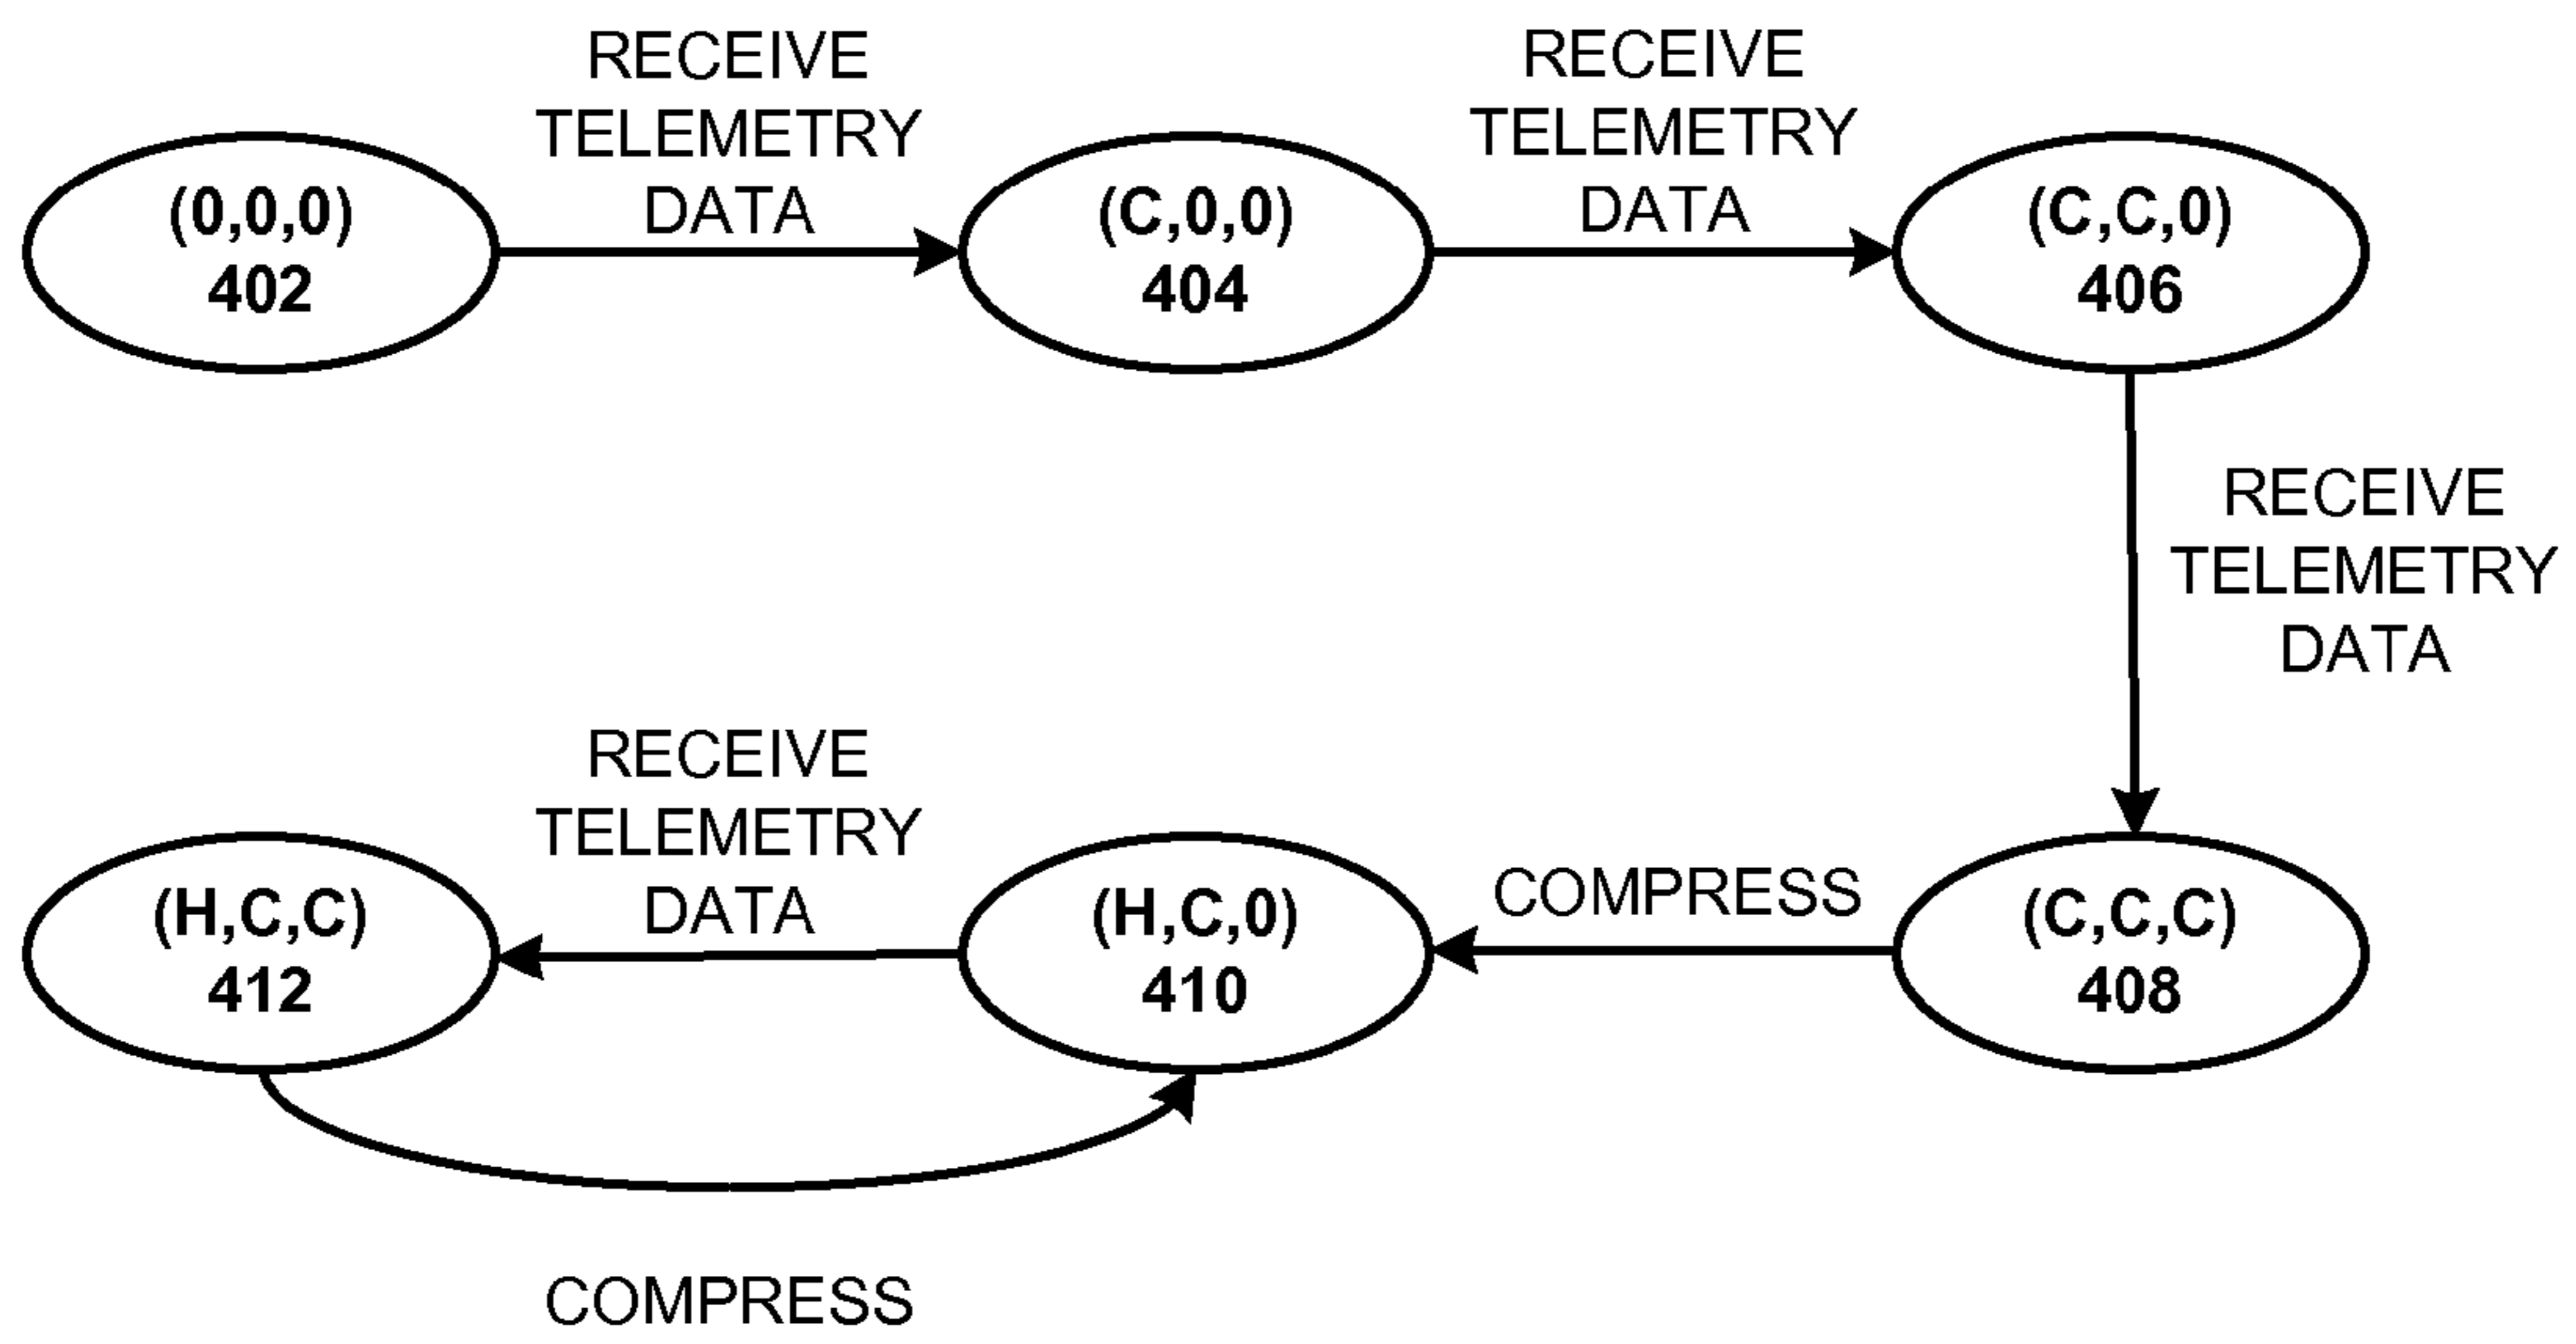 (0,0,0)
402
RECEIVE
TELEMETRY
DATA
(C,0,0)
404
RECEIVE
TELEMETRY
DATA
(C,C,0)
406
RECEIVE
TELEMETRY
DATA
(C,C,C)
408
COMPRESS
(H,C,0)
410
RECEIVE
TELEMETRY
DATA
(H,C,C)
412
COMPRESS